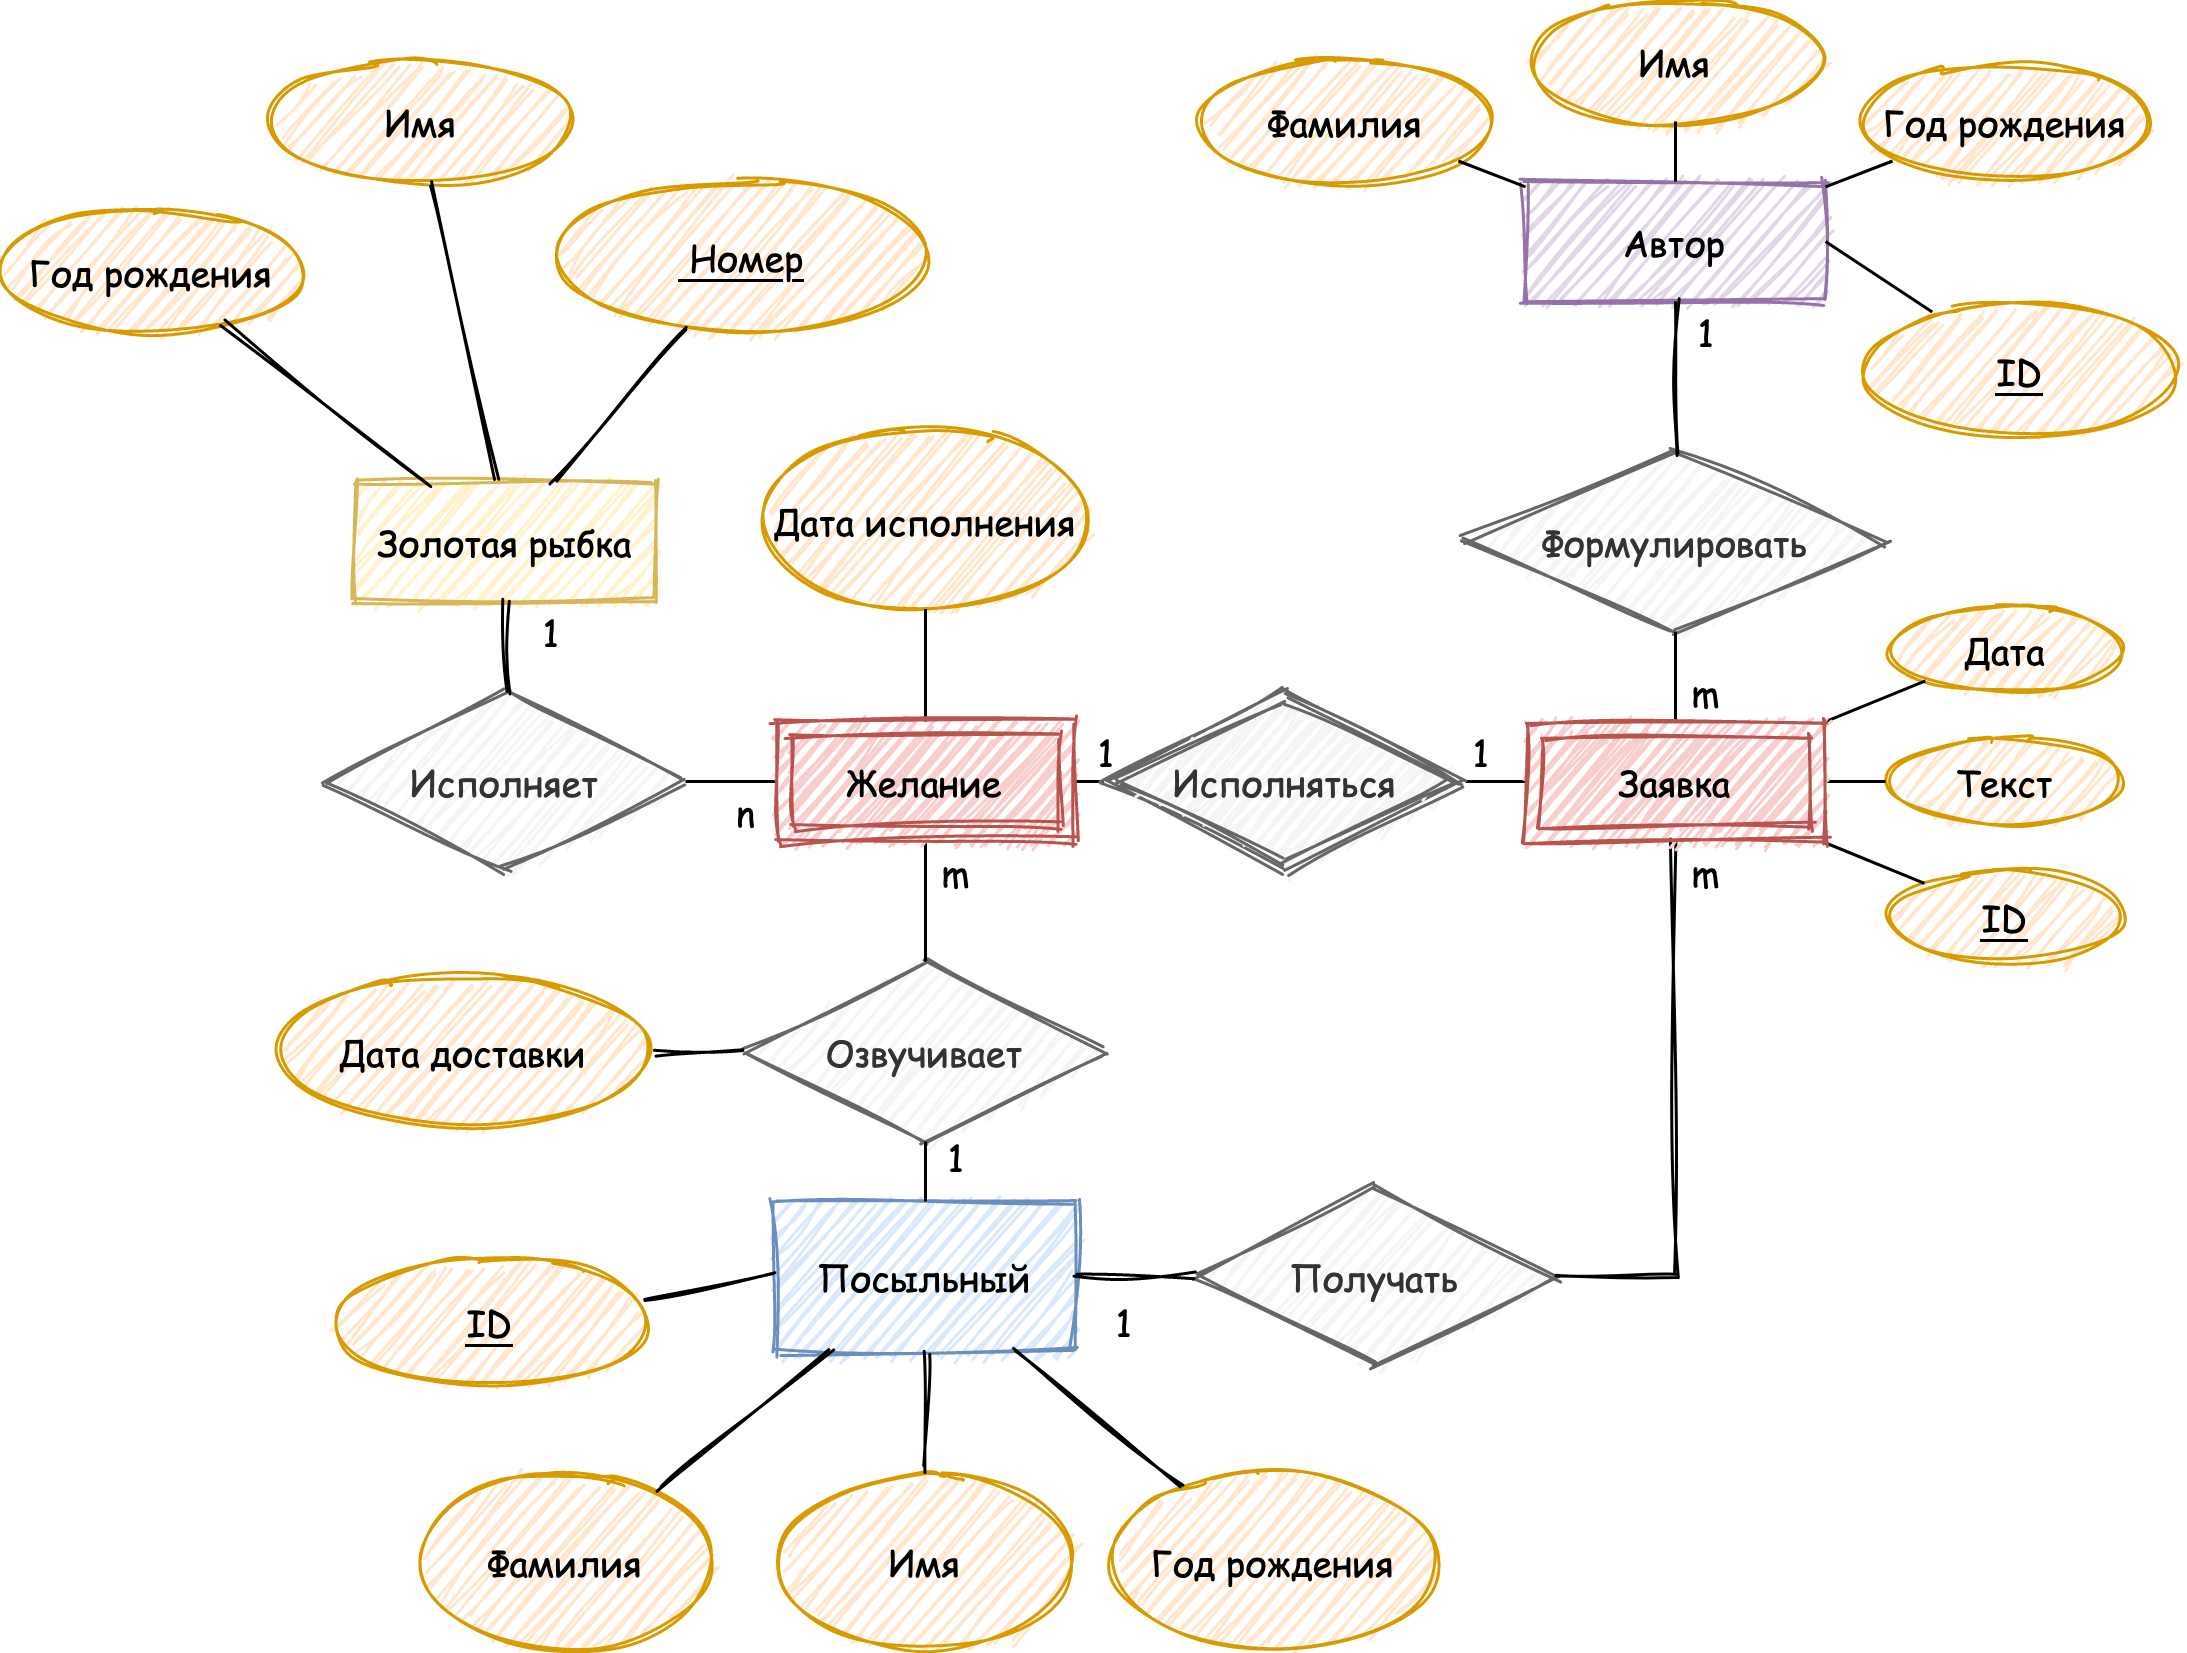 Имя
Фамилия
Имя
Год рождения
Номер
Автор
Год рождения
1
ID
Дата исполнения
Золотая рыбка
Формулировать
1
Дата
m
1
1
Исполняет
Желание
Исполняться
Заявка
Текст
n
m
m
ID
Дата доставки
Озвучивает
1
Посыльный
Получать
ID
1
Фамилия
Имя
Год рождения